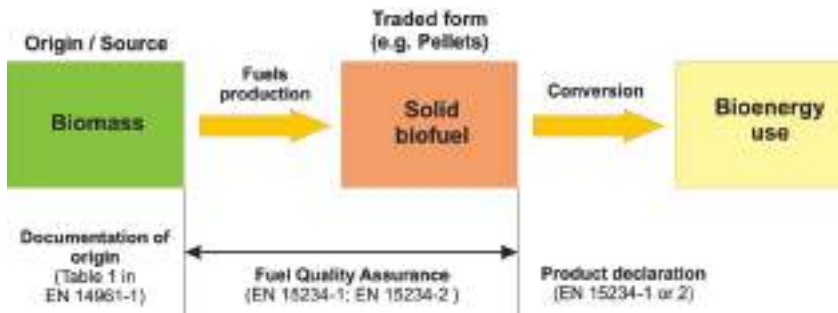 Origin / Source
Traded form
(e.g. Pellets)
Biomass
Fuels
production
Solid
biofuel
Conversion
Bioenergy
use
Documentation of
origin
(Table 1 in
EN 14961-1)
Fuel Quality Assurance
(EN 15234-1; EN 15234-2 )
Product declaration
(EN 15234-1 or 2)